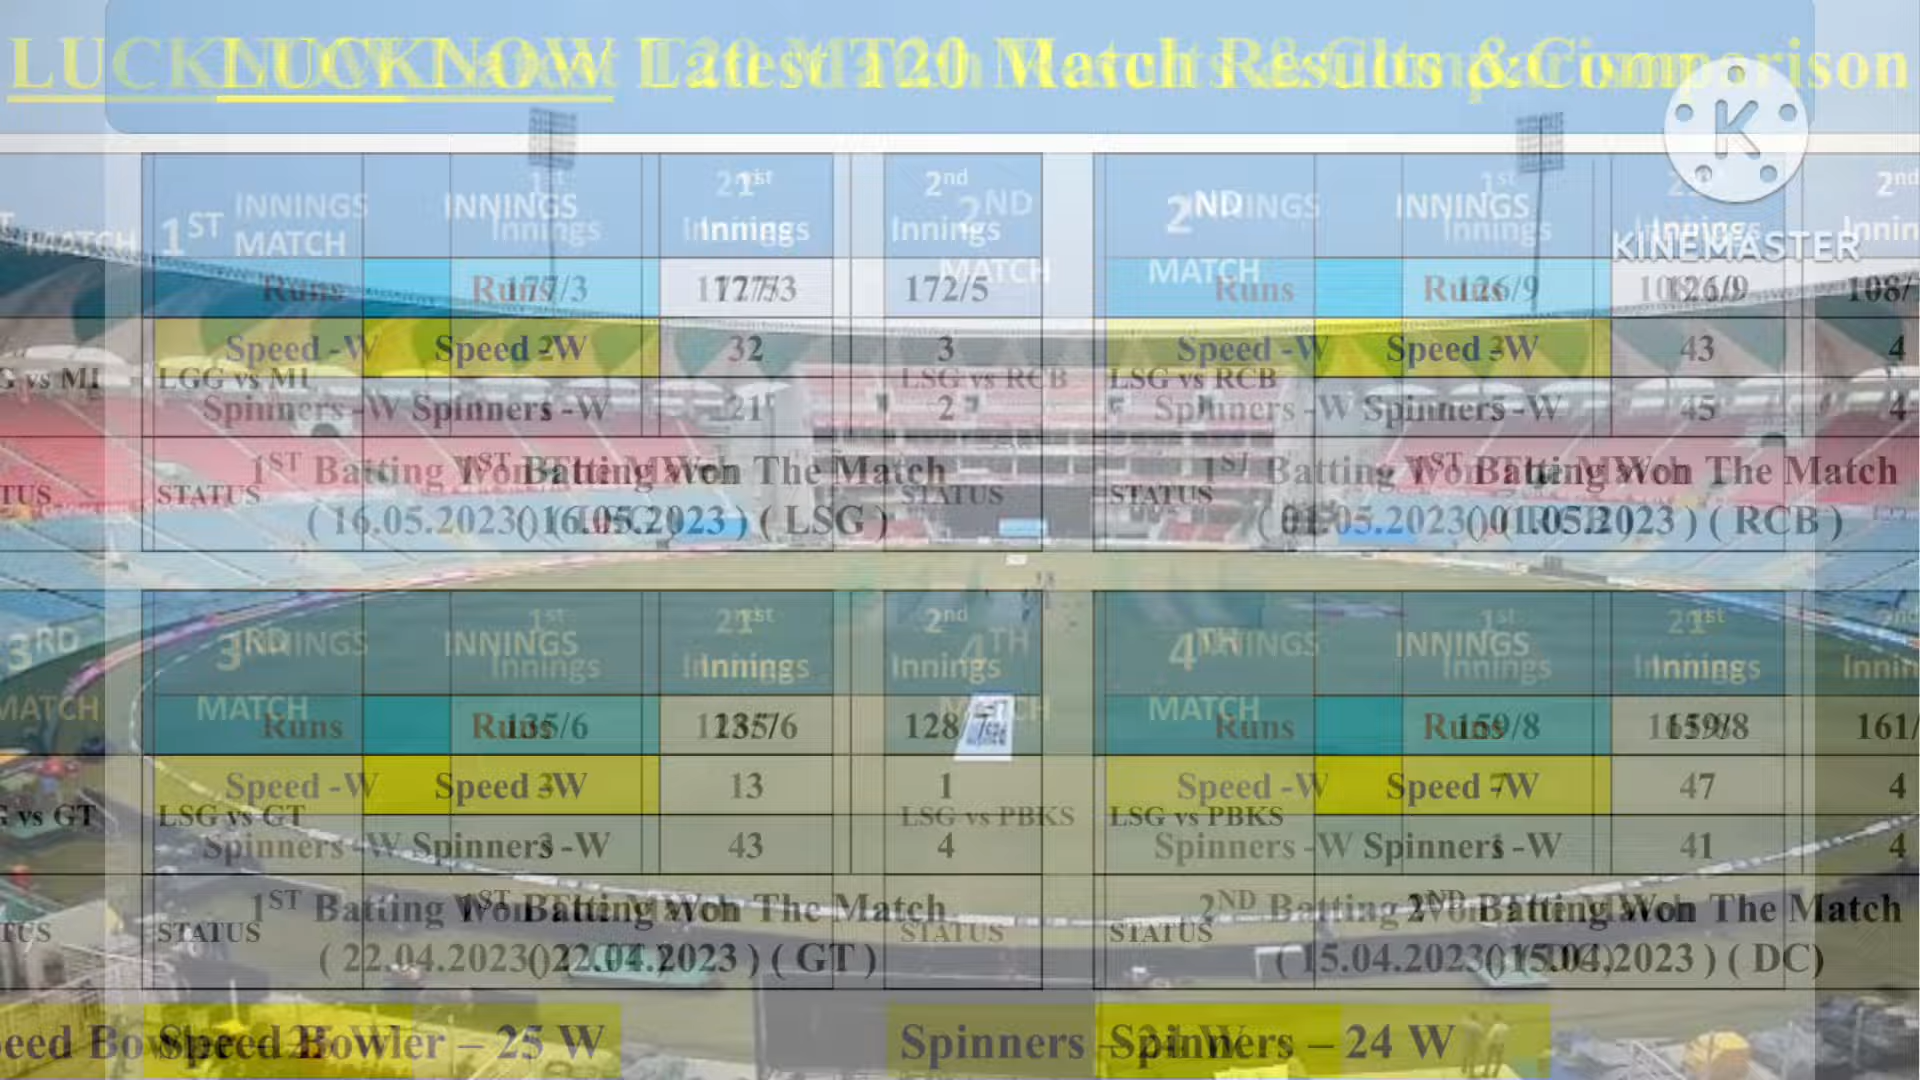 LUCKNOW Latest T20 Match Results & Comparison
KINEMASTER
1ST MATCH INNINGS 1st Innings 2nd Innings
Runs 177/3 172/5
Speed -W 2 3
LGG vs MI
Spinners -W 1 2
STATUS 1ST Batting Won The Match
( 16.05.2023 ) ( LSG )
2ND MATCH INNINGS 1st Innings 2nd Innings
Runs 126/9 108/
Speed -W 3 4
LSG vs RCB
Spinners -W 5 4
STATUS 1ST Batting Won The Match
( 01.05.2023 ) ( RCB )
3RD MATCH INNINGS 1st Innings 2nd Innings
Runs 135/6 128/7
Speed -W 3 1
LSG vs GT
Spinners -W 3 4
STATUS 1ST Batting Won The Match
( 22.04.2023 ) ( GT )
4TH MATCH INNINGS 1st Innings 2nd Innings
Runs 159/8 161/
Speed -W 7 4
LSG vs PBKS
Spinners -W 1 4
STATUS 2ND Batting Won The Match
( 15.04.2023 ) ( DC)
Speed Bowler – 25 W
Spinners – 24 W